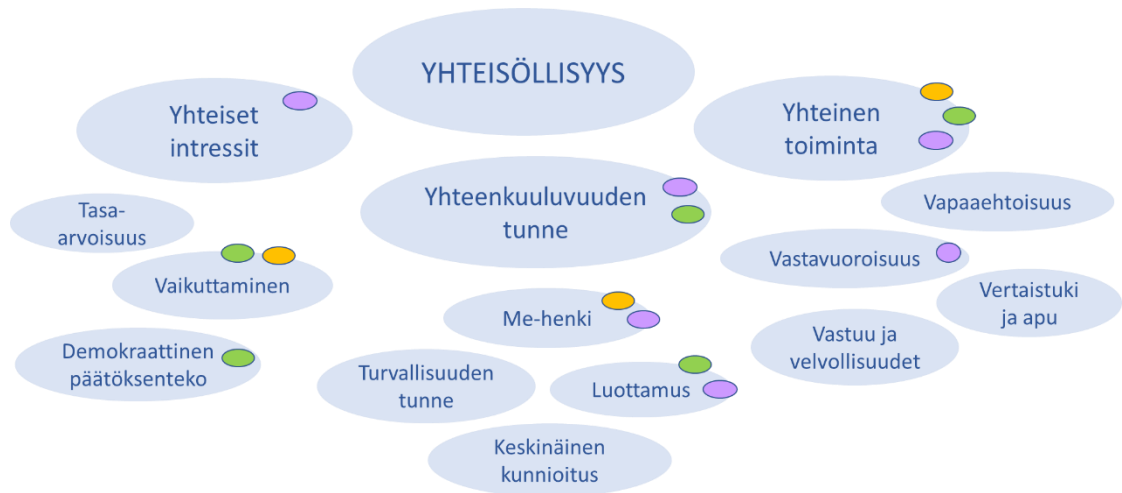 YHTEISÖLLISYYS
Yhteiset
intressit
Yhteinen
toiminta
Yhteenkuuluvuuden
tunne
Tasa-
arvoisuus
Vaikuttaminen
Demokraattinen
päätöksenteko
Me-henki
Turvallisuuden
tunne
Luottamus
Keskinäinen
kunnioitus
Vapaaehtoisuus
Vastavuoroisuus
Vertaistuki
ja apu
Vastuu ja
velvollisuudet